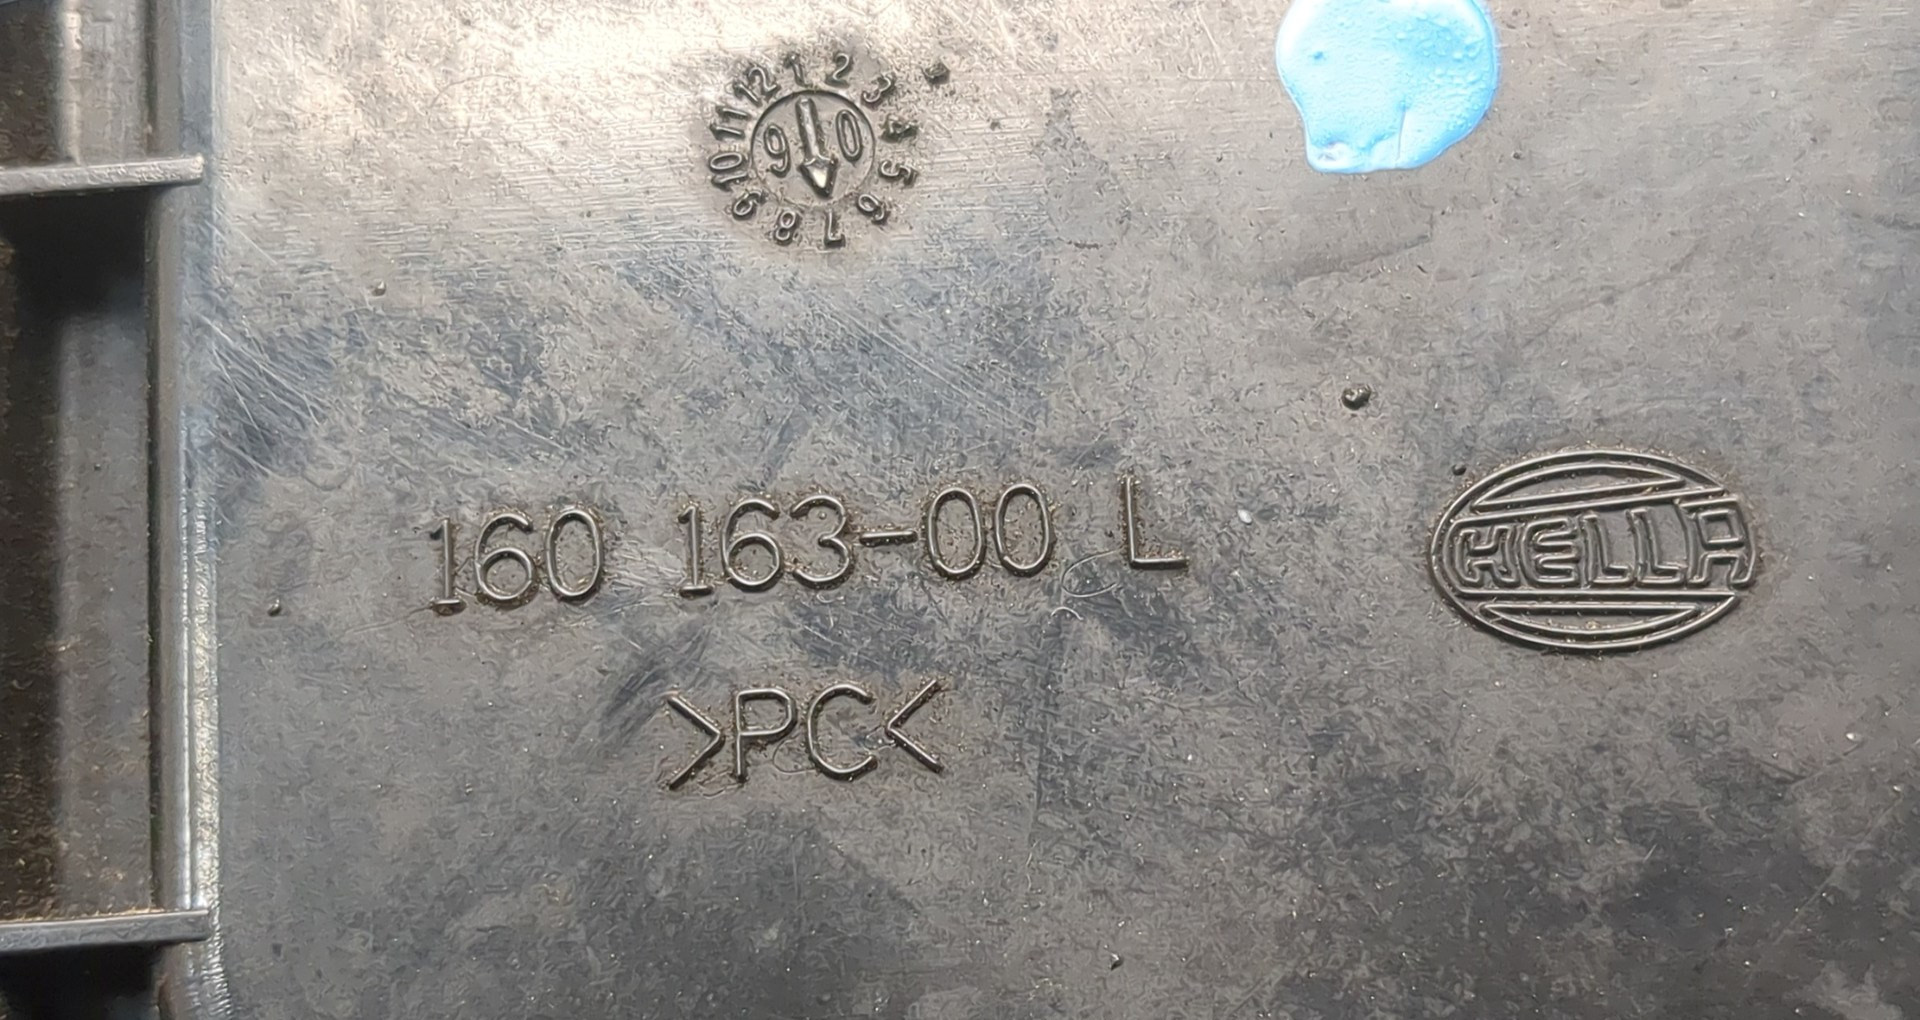 1 2 3 4 5 6 7 8 9 10 11 12
9 0
160 163-00 L
HELLA
>PC<